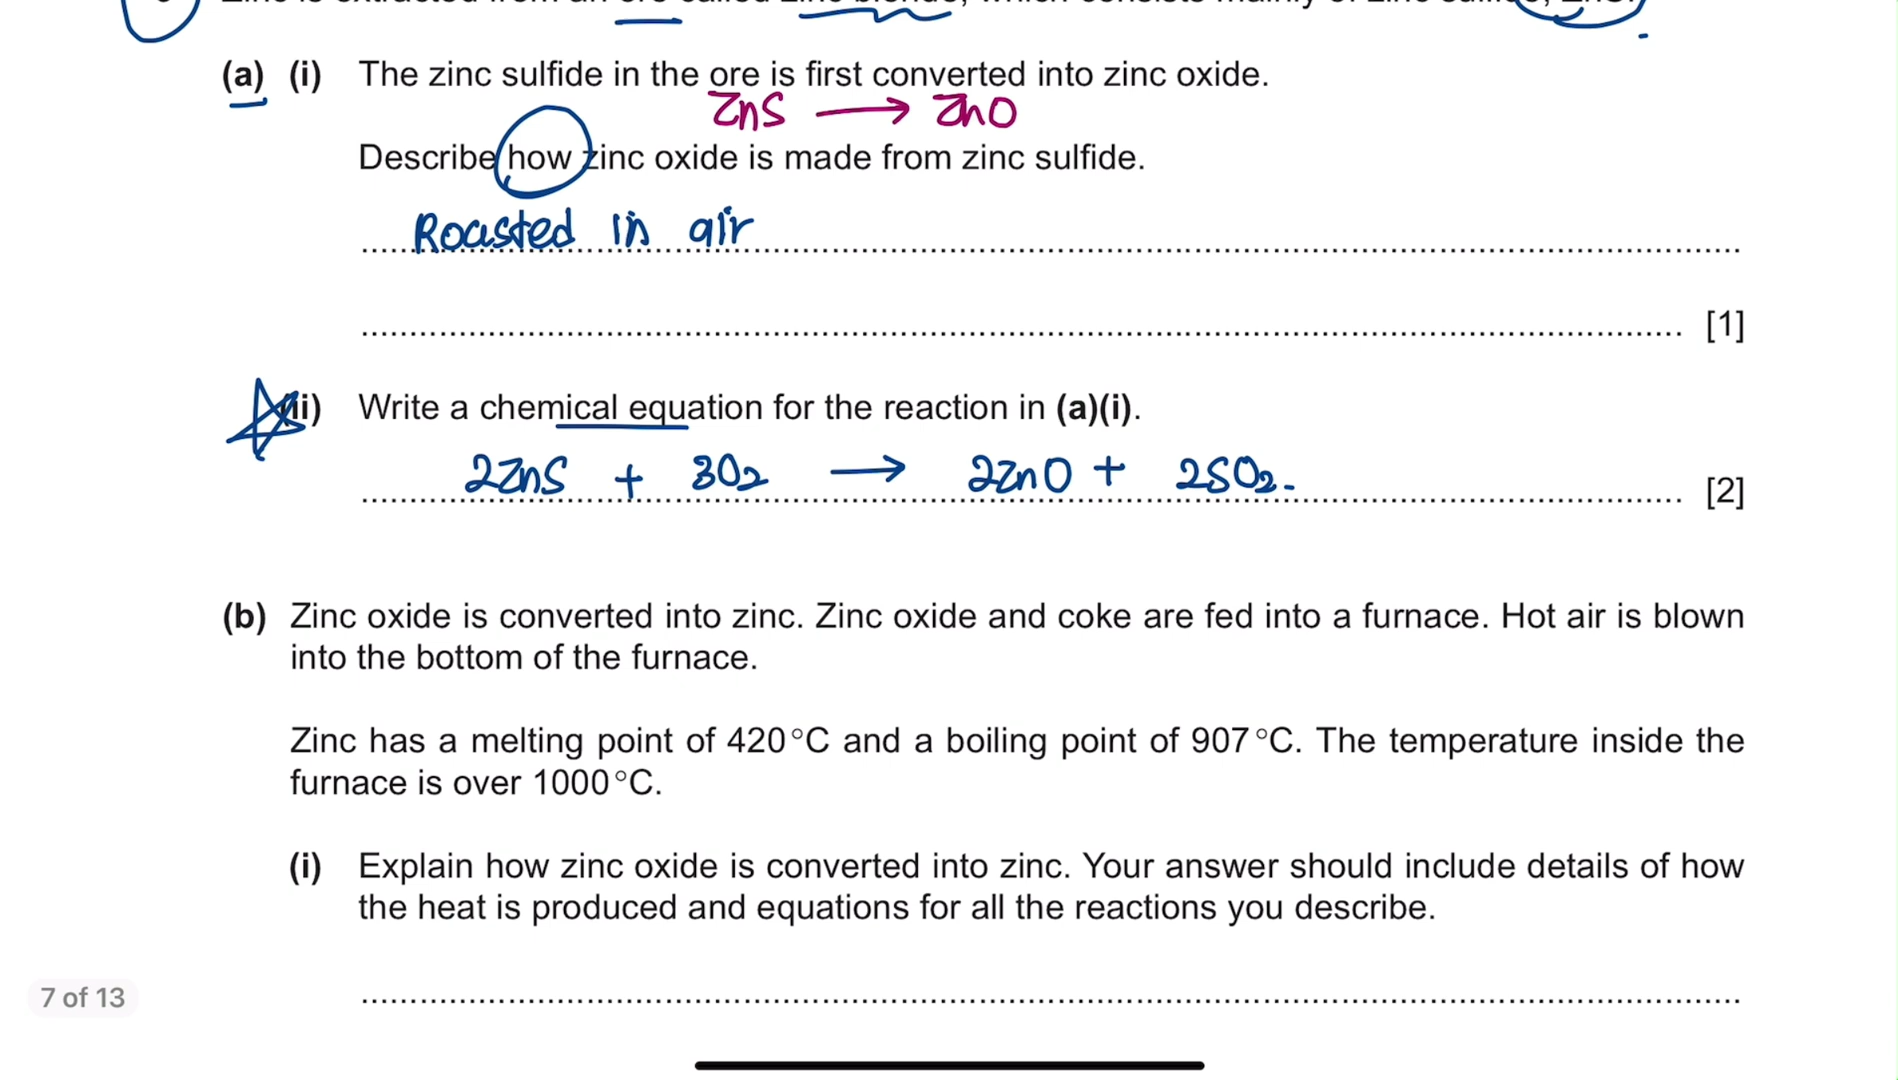 (a) (i) The zinc sulfide in the ore is first converted into zinc oxide.
ZnS → ZnO
Describe how zinc oxide is made from zinc sulfide.
Roasted in air
[1]
(ii) Write a chemical equation for the reaction in (a)(i).
2ZnS + 3O₂ → 2ZnO + 2SO₂.
[2]
(b) Zinc oxide is converted into zinc. Zinc oxide and coke are fed into a furnace. Hot air is blown
into the bottom of the furnace.
Zinc has a melting point of 420 °C and a boiling point of 907 °C. The temperature inside the
furnace is over 1000 °C.
(i) Explain how zinc oxide is converted into zinc. Your answer should include details of how
the heat is produced and equations for all the reactions you describe.
7 of 13